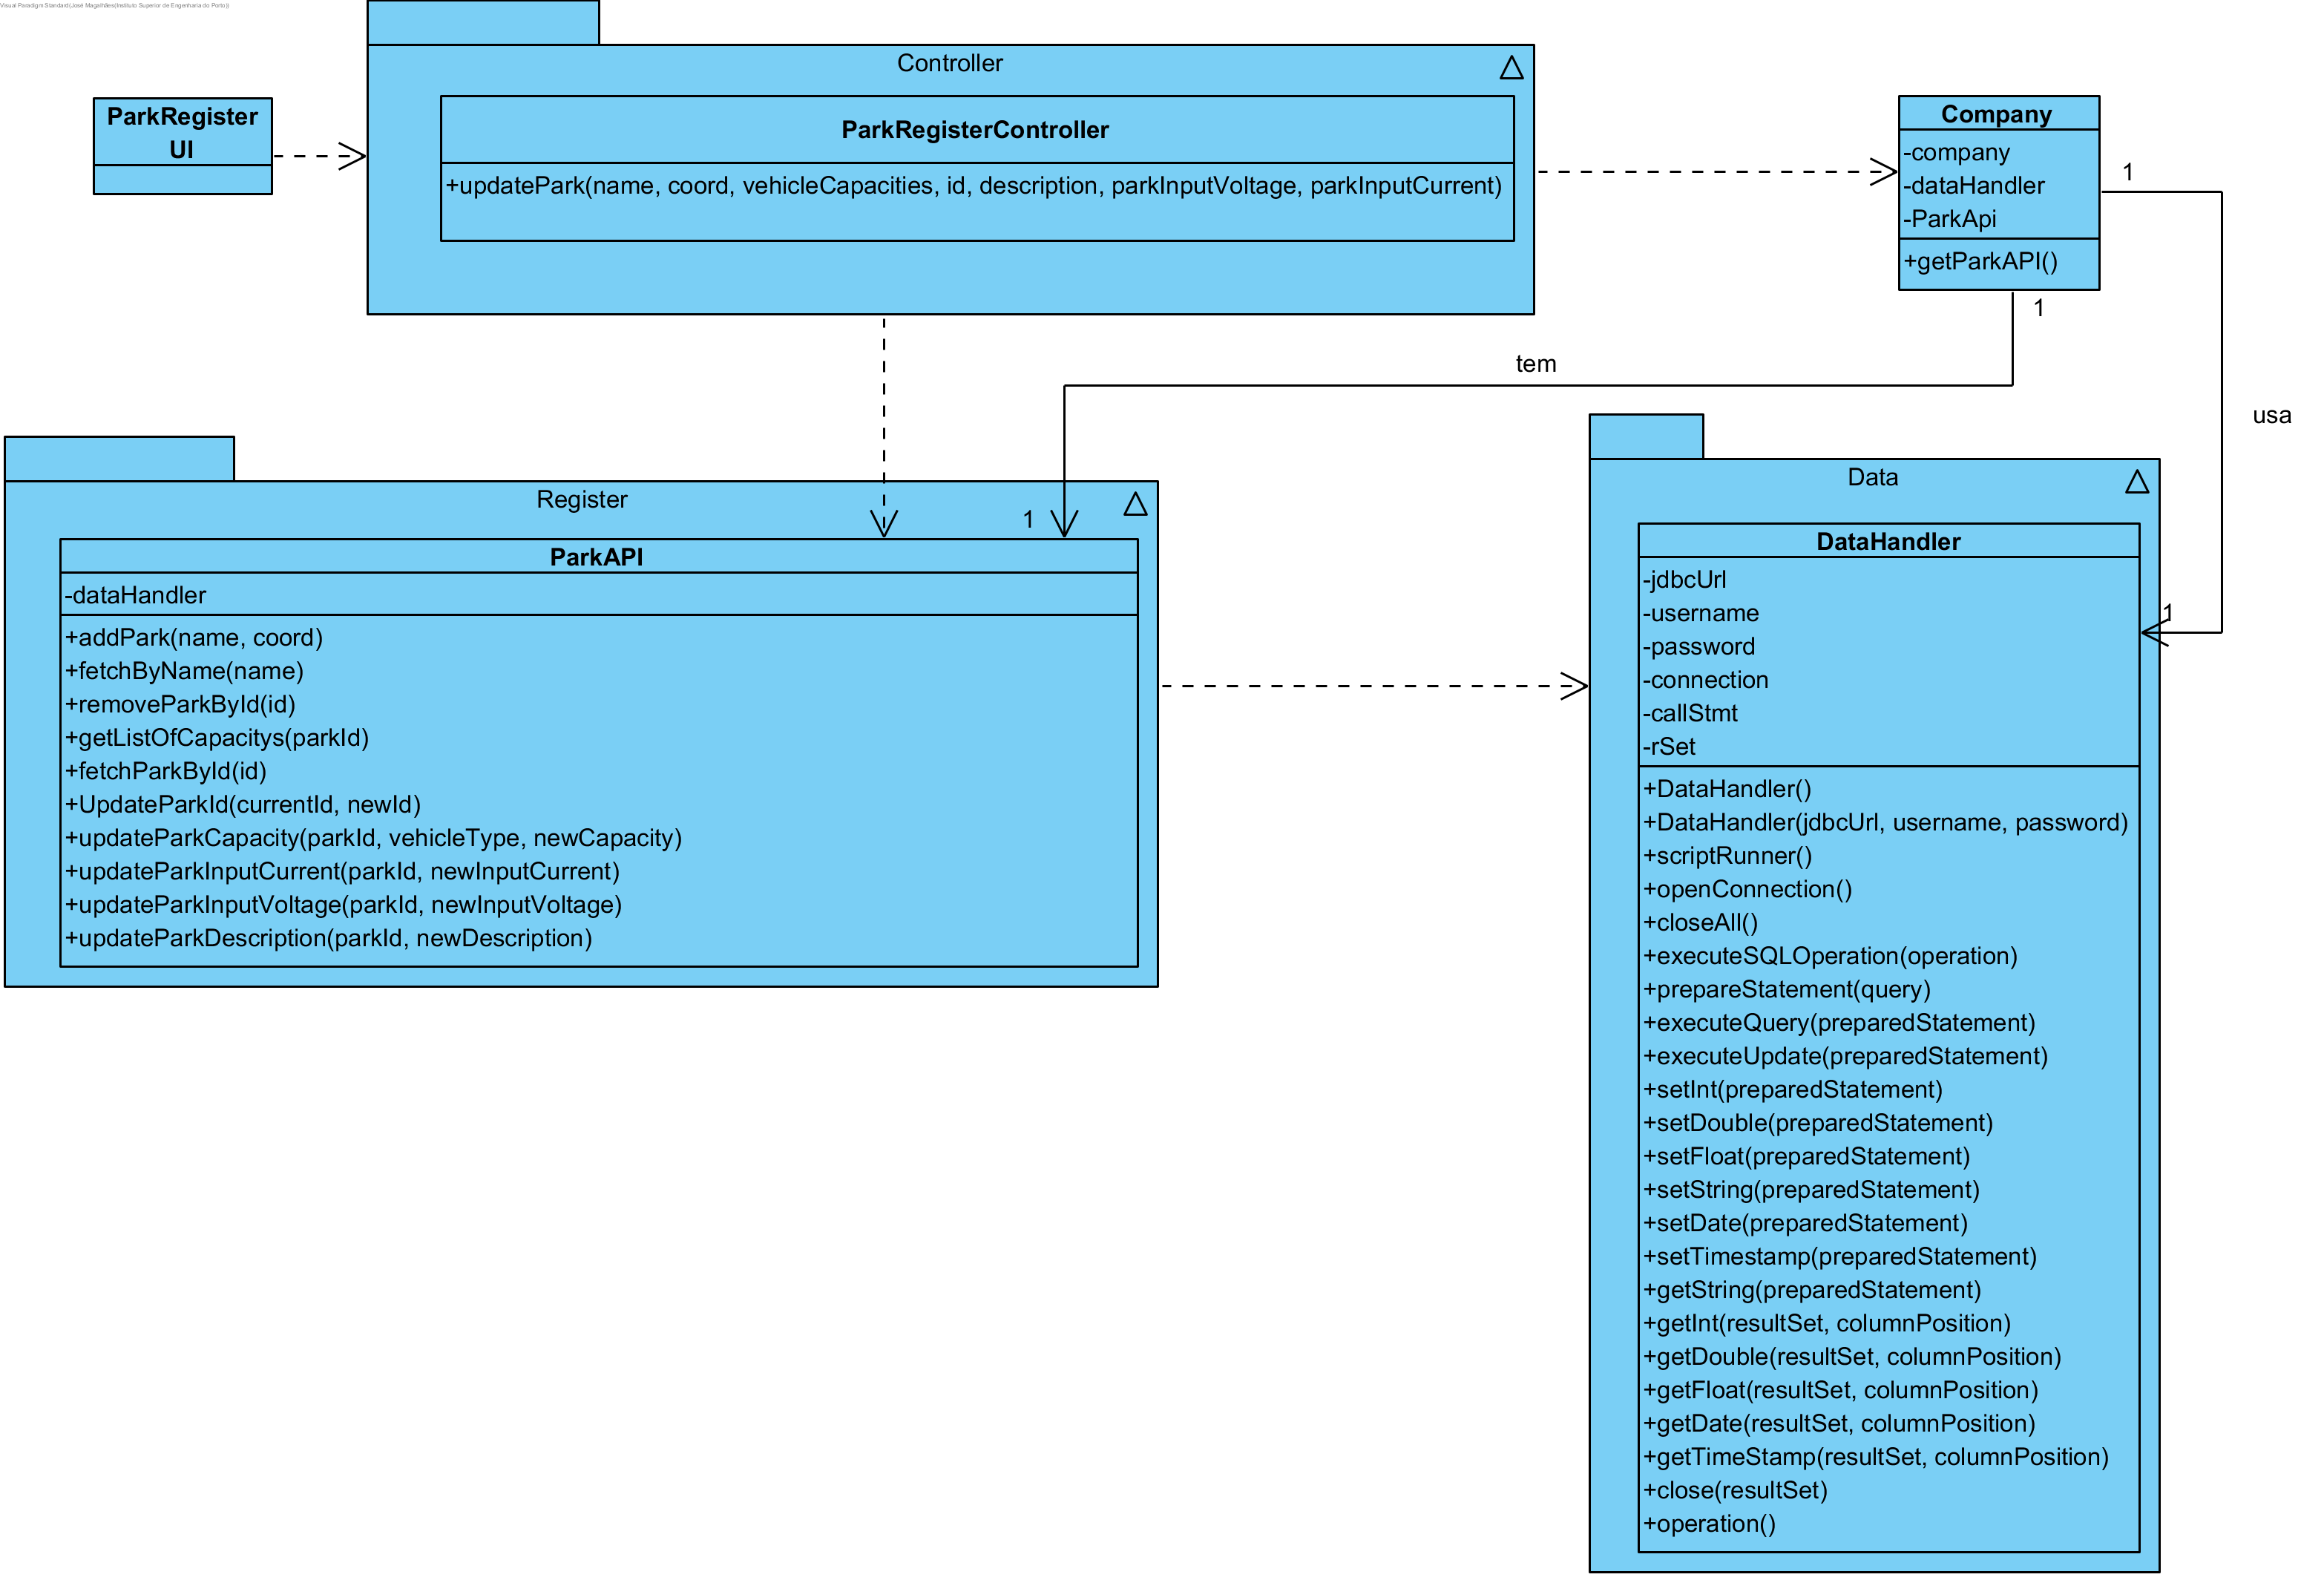 Visual Paradigm Standard(José Magalhães(Instituto Superior de Engenharia do Porto))
Controller
ParkRegister
UI
ParkRegisterController
+updatePark(name, coord, vehicleCapacities, id, description, parkInputVoltage, parkInputCurrent)
Company
-company
-dataHandler
-ParkApi
+getParkAPI()
1
1
tem
usa
Register
1
ParkAPI
-dataHandler
+addPark(name, coord)
+fetchByName(name)
+removeParkById(id)
+getListOfCapacitys(parkId)
+fetchParkById(id)
+UpdateParkId(currentId, newId)
+updateParkCapacity(parkId, vehicleType, newCapacity)
+updateParkInputCurrent(parkId, newInputCurrent)
+updateParkInputVoltage(parkId, newInputVoltage)
+updateParkDescription(parkId, newDescription)
Data
DataHandler
1
-jdbcUrl
-username
-password
-connection
-callStmt
-rSet
+DataHandler()
+DataHandler(jdbcUrl, username, password)
+scriptRunner()
+openConnection()
+closeAll()
+executeSQLOperation(operation)
+prepareStatement(query)
+executeQuery(preparedStatement)
+executeUpdate(preparedStatement)
+setInt(preparedStatement)
+setDouble(preparedStatement)
+setFloat(preparedStatement)
+setString(preparedStatement)
+setDate(preparedStatement)
+setTimestamp(preparedStatement)
+getString(preparedStatement)
+getInt(resultSet, columnPosition)
+getDouble(resultSet, columnPosition)
+getFloat(resultSet, columnPosition)
+getDate(resultSet, columnPosition)
+getTimeStamp(resultSet, columnPosition)
+close(resultSet)
+operation()